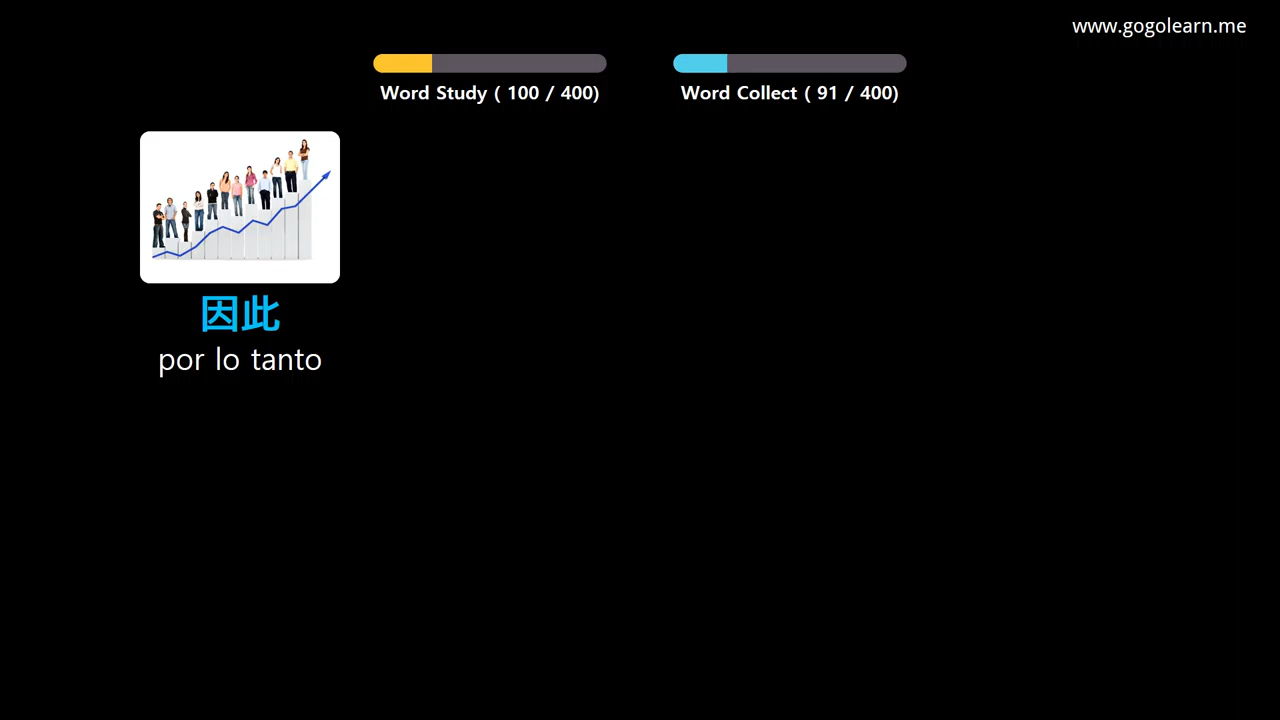 www.gogolearn.me
Word Study ( 100 / 400)
Word Collect ( 91 / 400)
因此
por lo tanto